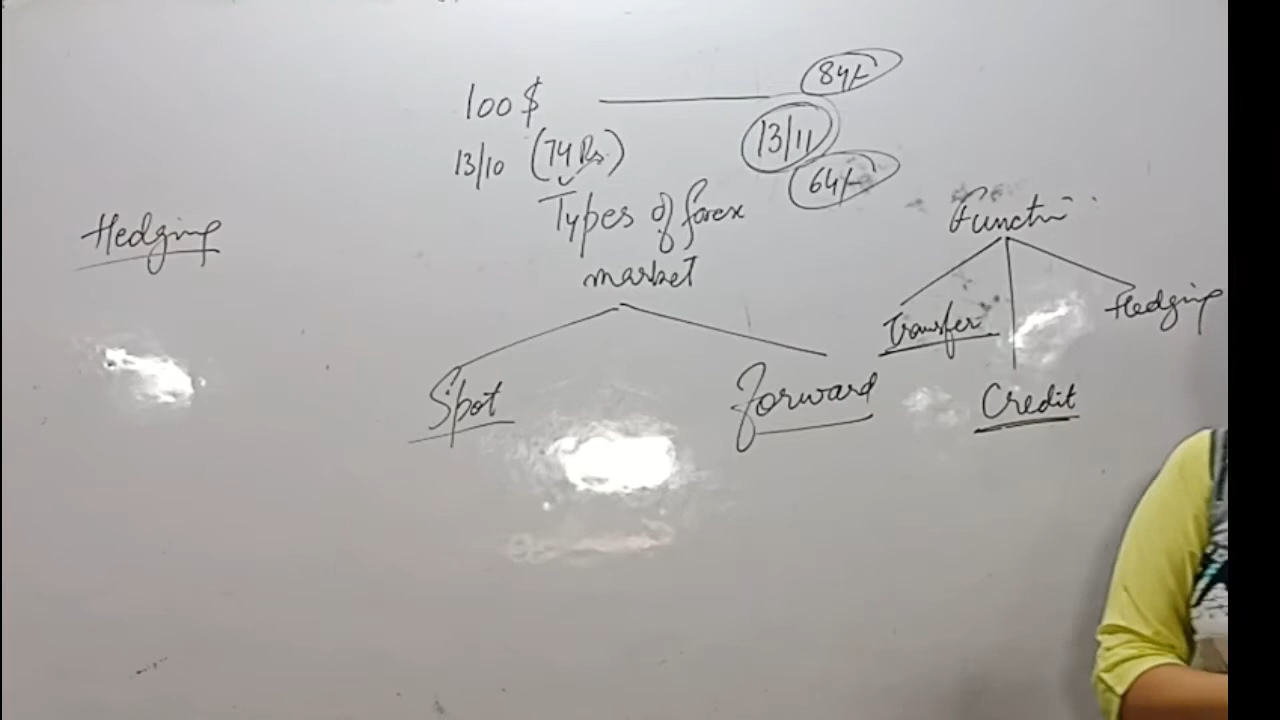 84/-
100 $
13/11
13/10 (74 Rs.)
64/-
Types of forex
market
Hedging
Spot
Forward
Functi
Transfer
Credit
Hedging